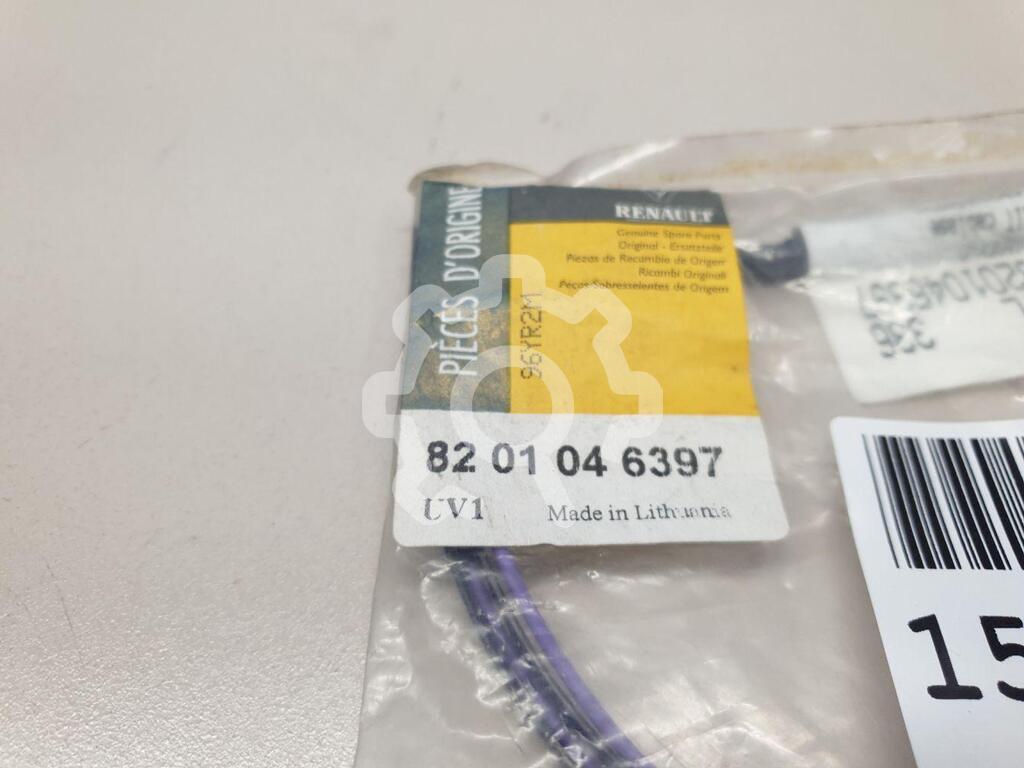 PIÈCES D'ORIGINE
RENAULT
Genuine Spare Parts
Original - Ersatzteile
Piezas de Recambio de Origen
Ricambi Originali
Peças Sobresselentes de Origem
96YR2M
82 01 04 6397
UV1 Made in Lithuania
15